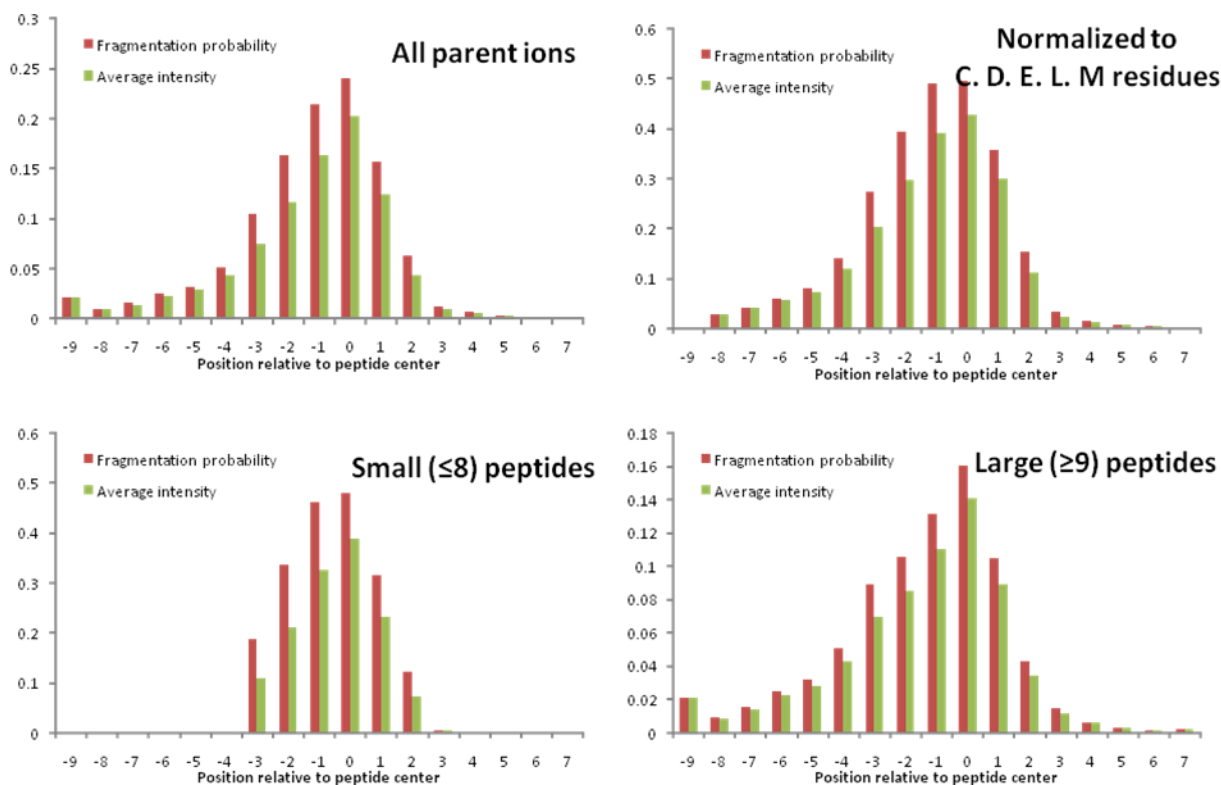 0.3
0.25
0.2
0.15
0.1
0.05
0
Fragmentation probability
Average intensity
All parent ions
-9 -8 -7 -6 -5 -4 -3 -2 -1 0 1 2 3 4 5 6 7
Position relative to peptide center
0.6
0.5
0.4
0.3
0.2
0.1
0
Fragmentation probability
Average intensity
Normalized to
C. D. E. L. M residues
-9 -8 -7 -6 -5 -4 -3 -2 -1 0 1 2 3 4 5 6 7
Position relative to peptide center
0.6
0.5
0.4
0.3
0.2
0.1
0
Fragmentation probability
Average intensity
Small (≤8) peptides
-9 -8 -7 -6 -5 -4 -3 -2 -1 0 1 2 3 4 5 6 7
Position relative to peptide center
0.18
0.16
0.14
0.12
0.1
0.08
0.06
0.04
0.02
0
Fragmentation probability
Average intensity
Large (≥9) peptides
-9 -8 -7 -6 -5 -4 -3 -2 -1 0 1 2 3 4 5 6 7
Position relative to peptide center